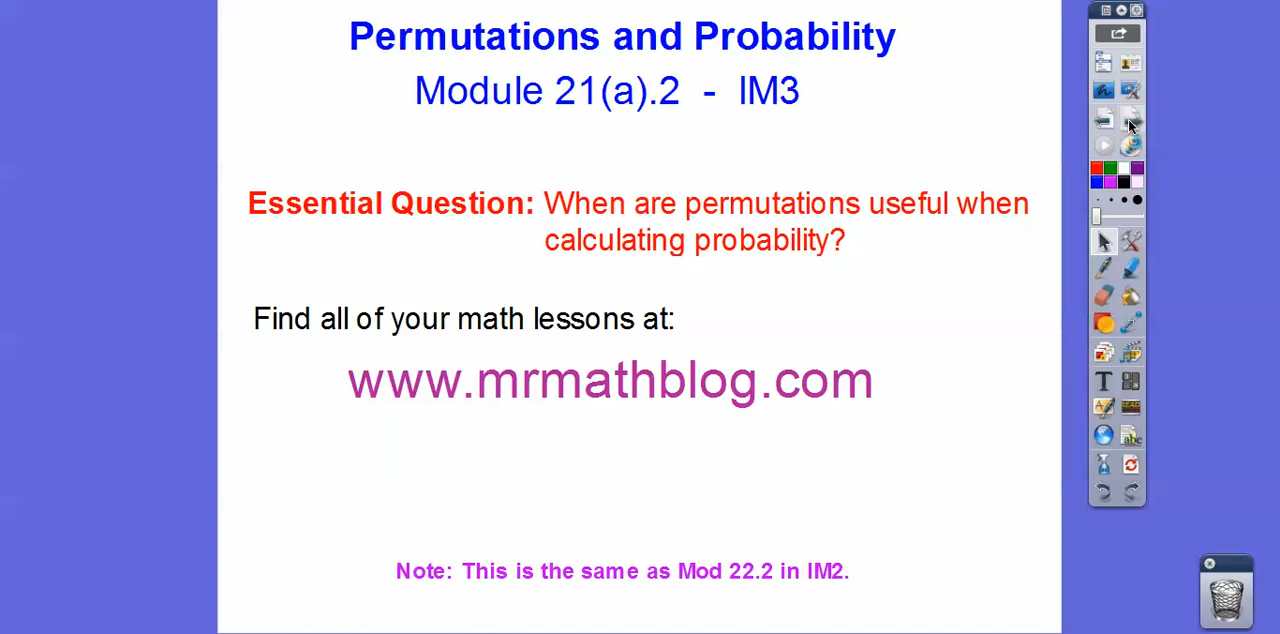 Permutations and Probability
Module 21(a).2 - IM3
Essential Question: When are permutations useful when
calculating probability?
Find all of your math lessons at:
www.mrmathblog.com
Note: This is the same as Mod 22.2 in IM2.